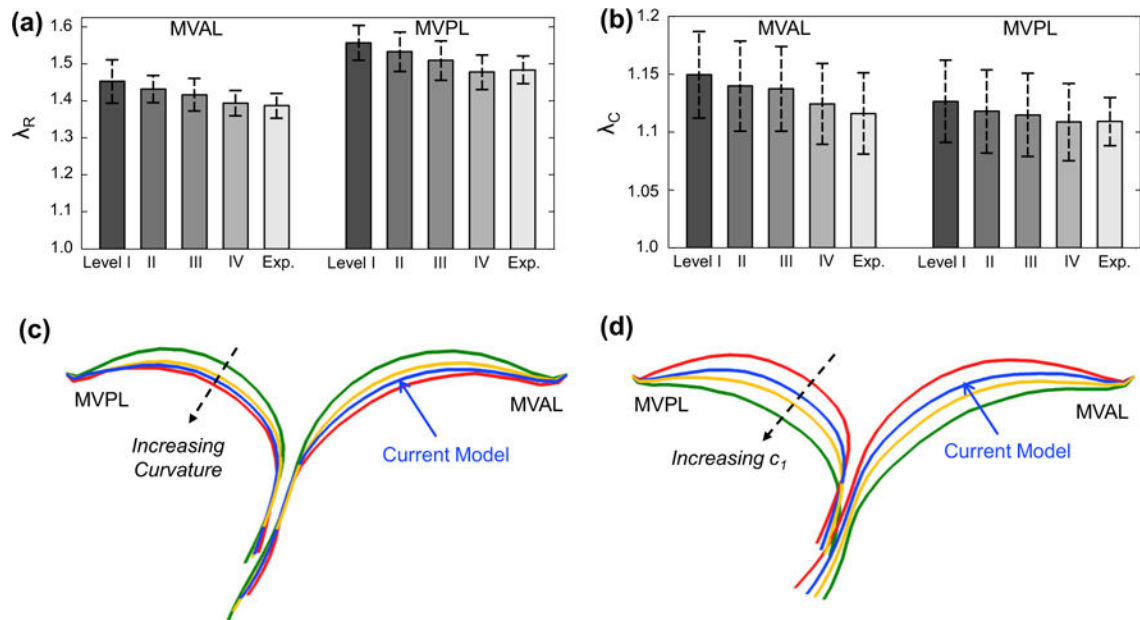 (a)
MVAL
MVPL
1.6
1.5
1.4
1.3
1.2
1.1
1.0
λR
Level I II III IV Exp. Level I II III IV Exp.
(b)
MVAL
MVPL
1.2
1.15
1.1
1.05
1.0
λC
Level I II III IV Exp. Level I II III IV Exp.
(c)
MVPL
MVAL
Increasing
Curvature
Current Model
(d)
MVPL
MVAL
Increasing c1
Current Model